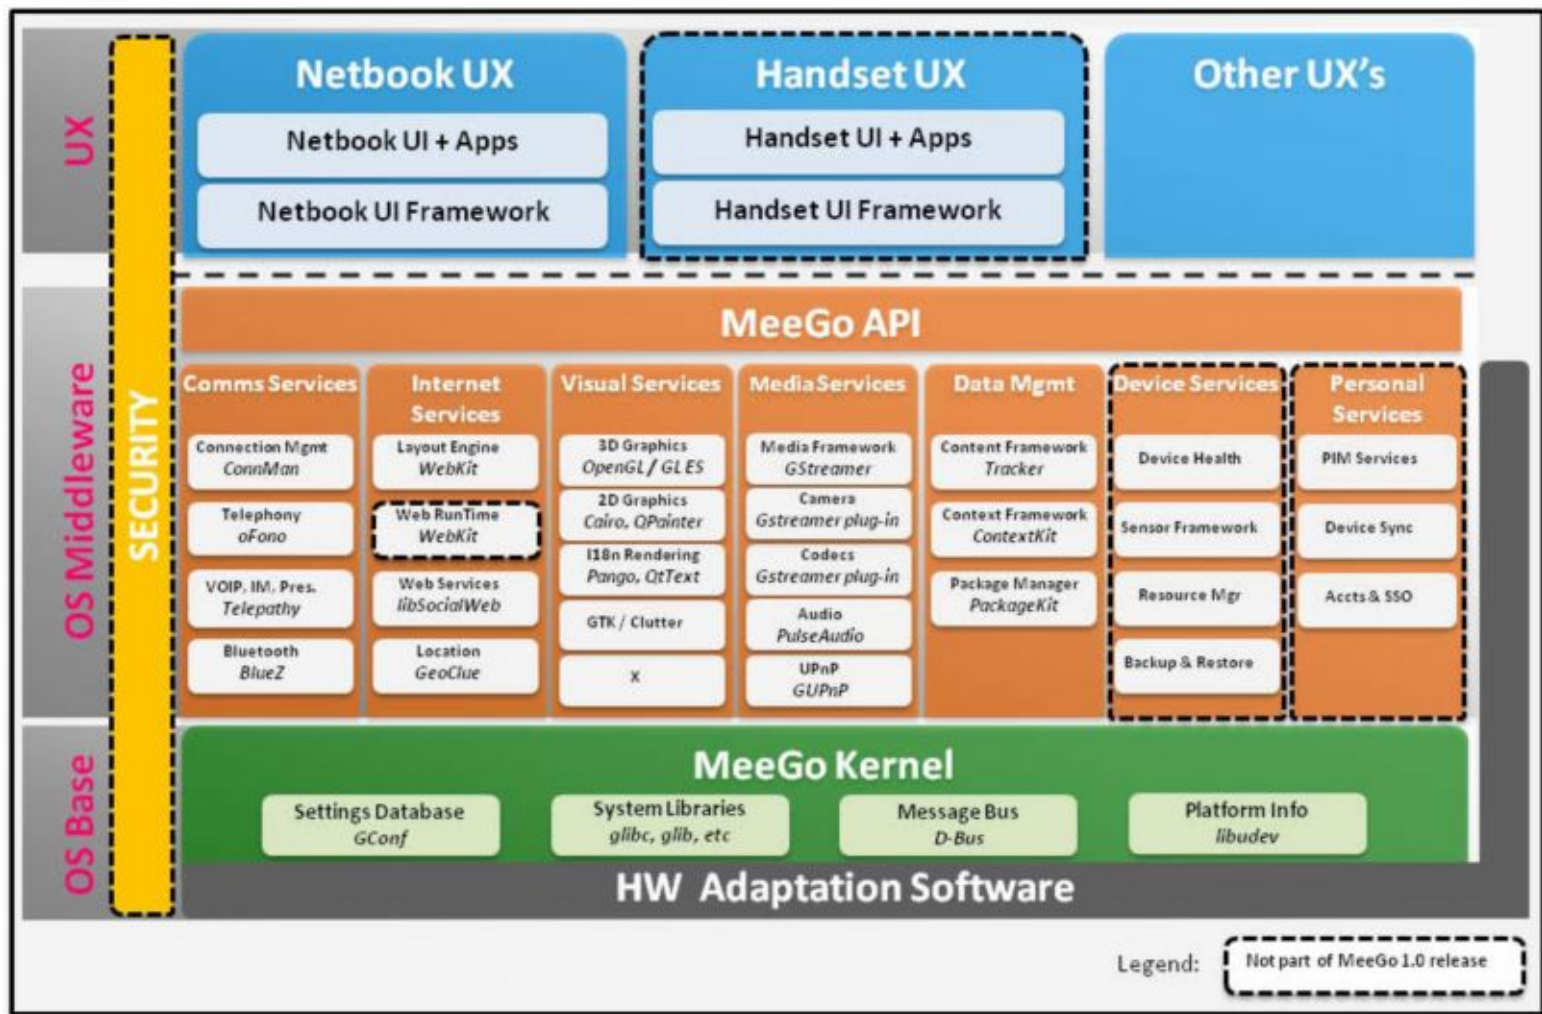 UX
SECURITY
Netbook UX
Netbook UI + Apps
Netbook UI Framework
Handset UX
Handset UI + Apps
Handset UI Framework
Other UX's
OS Middleware
MeeGo API
Comms Services
Connection Mgmt
ConnMan
Telephony
oFono
VOIP, IM, Pres.
Telepathy
Bluetooth
BlueZ
Internet
Services
Layout Engine
WebKit
Web RunTime
WebKit
Web Services
libSocialWeb
Location
GeoClue
Visual Services
3D Graphics
OpenGL / GL ES
2D Graphics
Cairo, QPainter
I18n Rendering
Pango, QtText
GTK / Clutter
X
Media Services
Media Framework
GStreamer
Camera
Gstreamer plug-in
Codecs
Gstreamer plug-in
Audio
PulseAudio
UPnP
GUPnP
Data Mgmt
Content Framework
Tracker
Context Framework
ContextKit
Package Manager
PackageKit
Device Services
Device Health
Sensor Framework
Resource Mgr
Backup & Restore
Personal
Services
PIM Services
Device Sync
Accts & SSO
OS Base
MeeGo Kernel
Settings Database
GConf
System Libraries
glibc, glib, etc
Message Bus
D-Bus
Platform Info
libudev
HW Adaptation Software
Legend:
Not part of MeeGo 1.0 release